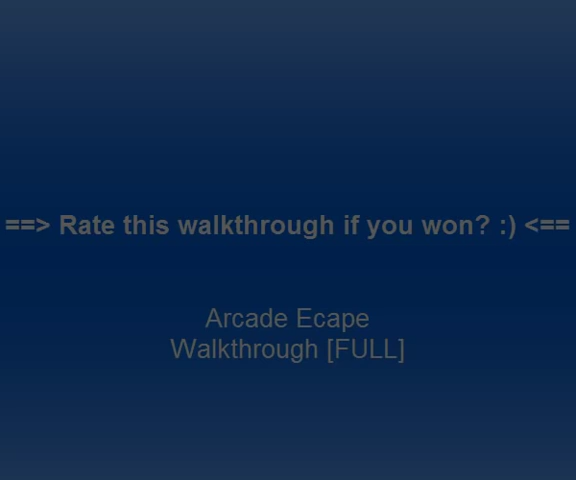 ==> Rate this walkthrough if you won? :) <==
Arcade Ecape
Walkthrough [FULL]